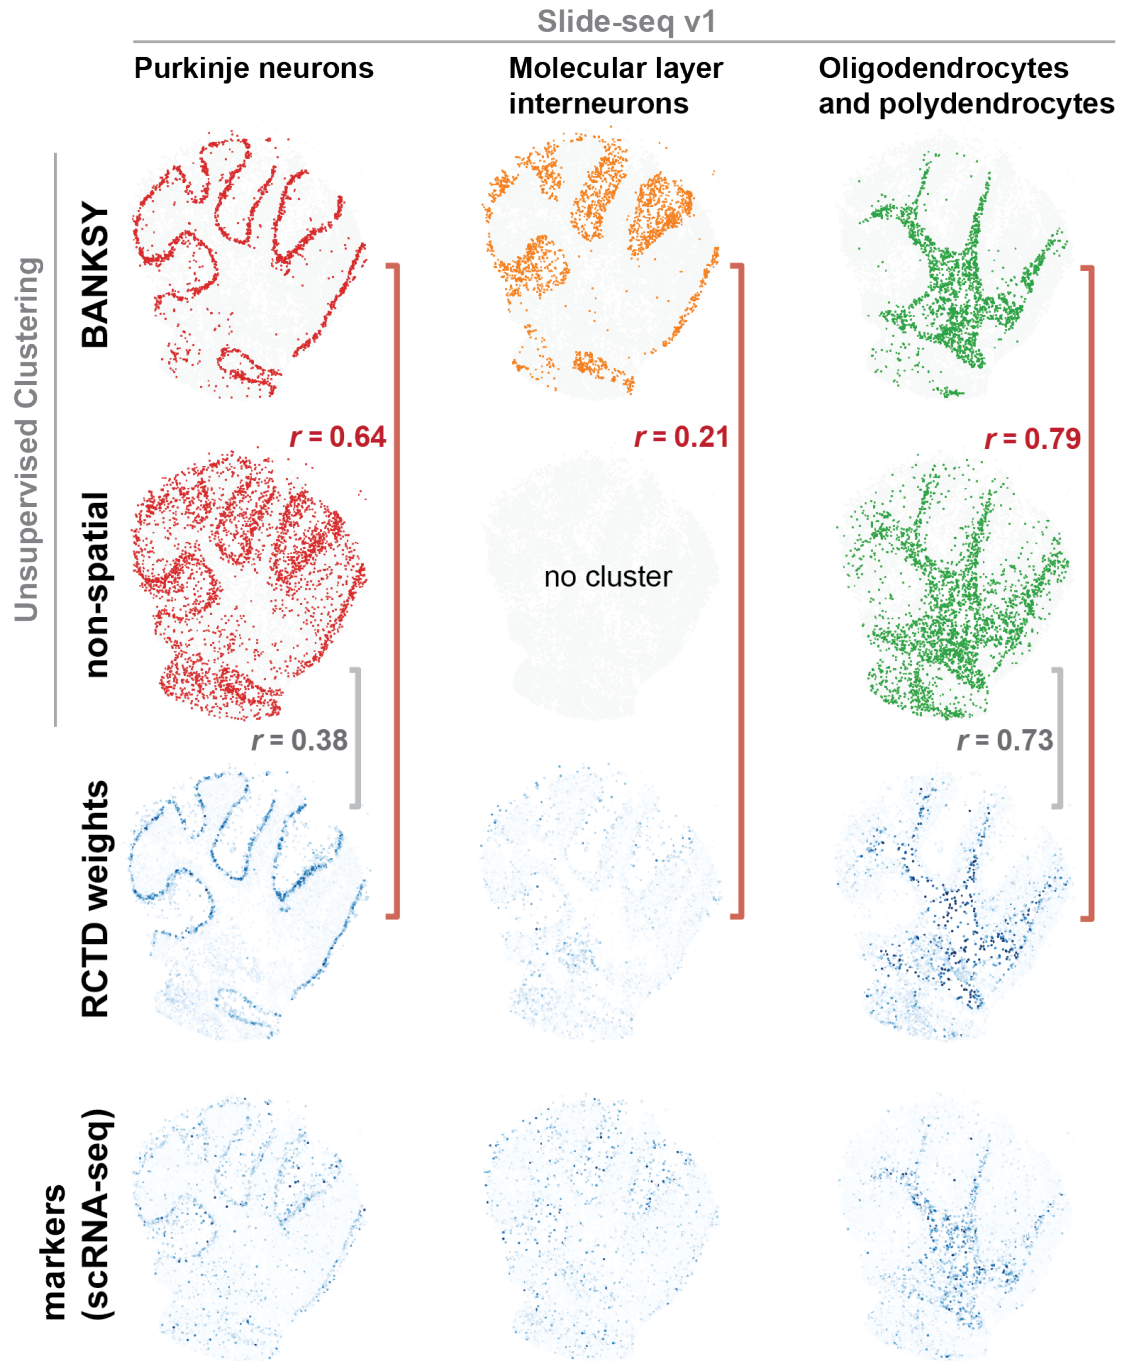 Slide-seq v1
Purkinje neurons
Molecular layer
interneurons
Oligodendrocytes
and polydendrocytes
Unsupervised Clustering
BANKSY
r = 0.64
r = 0.21
r = 0.79
non-spatial
no cluster
r = 0.38
r = 0.73
RCTD weights
markers
(scRNA-seq)